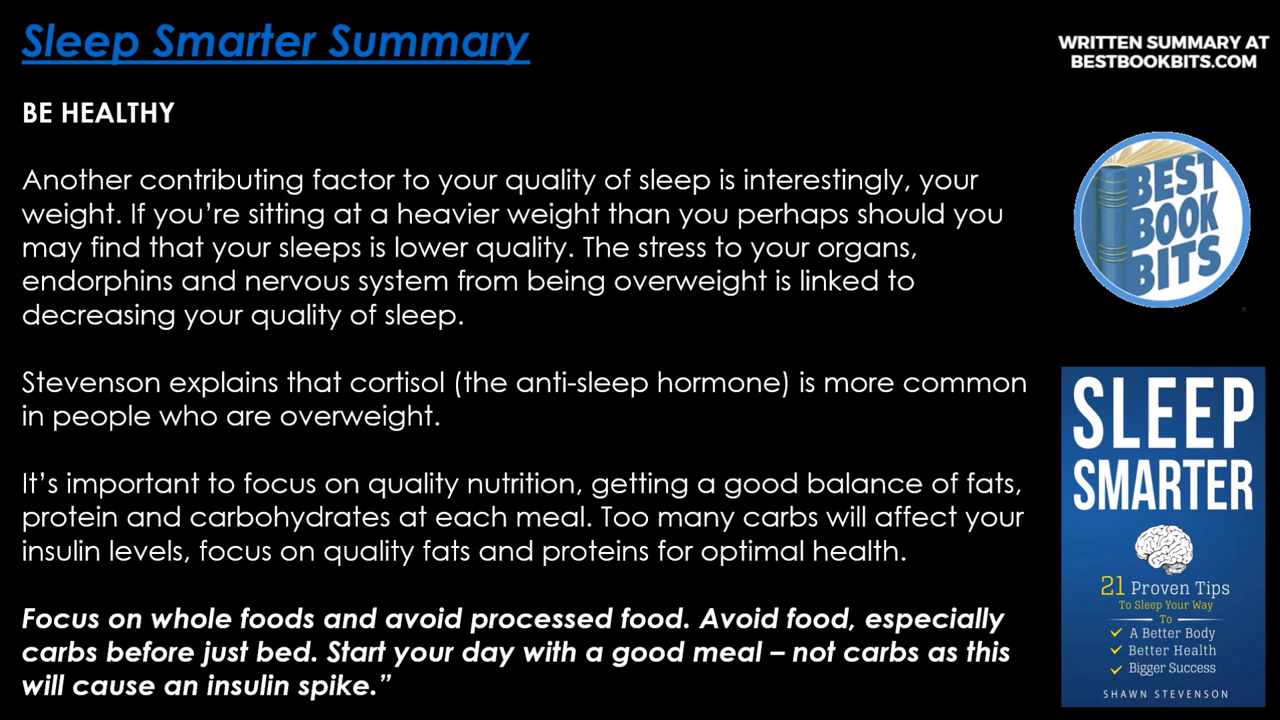 Sleep Smarter Summary
WRITTEN SUMMARY AT
BESTBOOKBITS.COM
BE HEALTHY
Another contributing factor to your quality of sleep is interestingly, your
weight. If you’re sitting at a heavier weight than you perhaps should you
may find that your sleeps is lower quality. The stress to your organs,
endorphins and nervous system from being overweight is linked to
decreasing your quality of sleep.
Stevenson explains that cortisol (the anti-sleep hormone) is more common
in people who are overweight.
It’s important to focus on quality nutrition, getting a good balance of fats,
protein and carbohydrates at each meal. Too many carbs will affect your
insulin levels, focus on quality fats and proteins for optimal health.
Focus on whole foods and avoid processed food. Avoid food, especially
carbs before just bed. Start your day with a good meal – not carbs as this
will cause an insulin spike.”
BEST
BOOK
BITS
SLEEP
SMARTER
21 Proven Tips
To Sleep Your Way
To
A Better Body
Better Health
Bigger Success
SHAWN STEVENSON